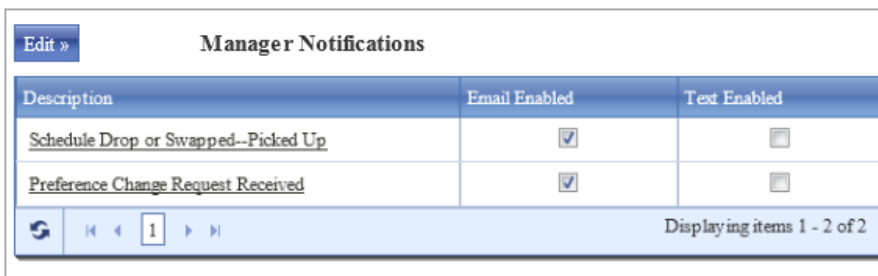 Edit » Manager Notifications
Description Email Enabled Text Enabled
Schedule Drop or Swapped--Picked Up
Preference Change Request Received
1 Displaying items 1 - 2 of 2